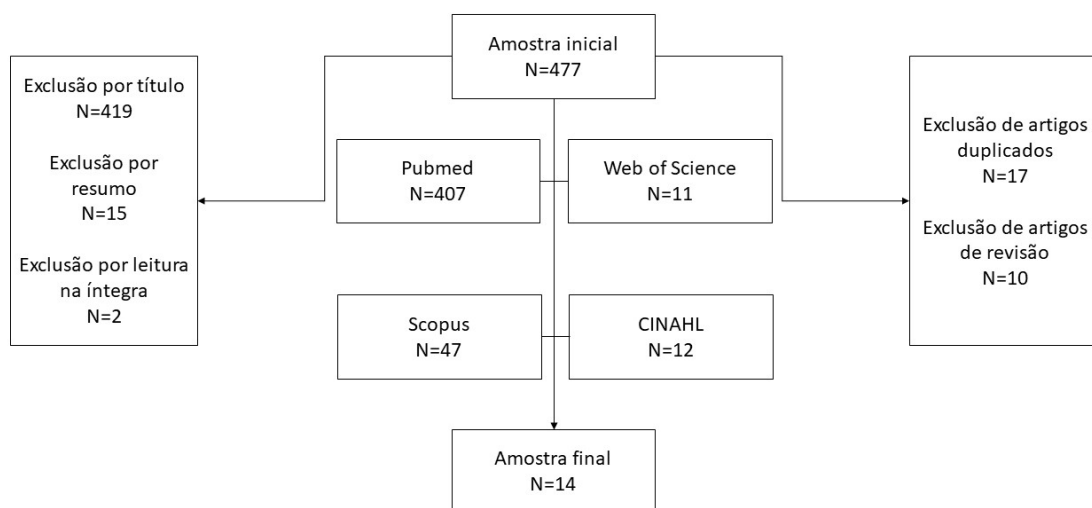 Amostra inicial
N=477
Exclusão por título
N=419
Exclusão por
resumo
N=15
Exclusão por leitura
na íntegra
N=2
Pubmed
N=407
Web of Science
N=11
Exclusão de artigos
duplicados
N=17
Exclusão de artigos
de revisão
N=10
Scopus
N=47
CINAHL
N=12
Amostra final
N=14